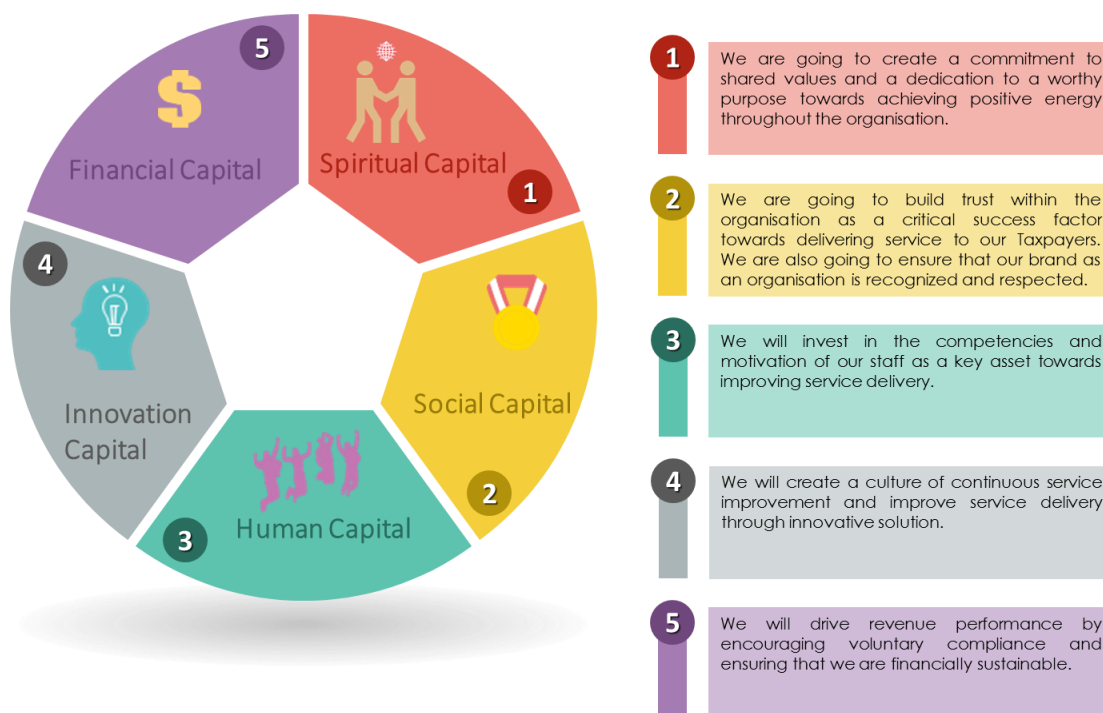 5
$
Financial Capital
Spiritual Capital
1
4
Innovation
Capital
Social Capital
2
Human Capital
3
1
We are going to create a commitment to
shared values and a dedication to a worthy
purpose towards achieving positive energy
throughout the organisation.
2
We are going to build trust within the
organisation as a critical success factor
towards delivering service to our Taxpayers.
We are also going to ensure that our brand as
an organisation is recognized and respected.
3
We will invest in the competencies and
motivation of our staff as a key asset towards
improving service delivery.
4
We will create a culture of continuous service
improvement and improve service delivery
through innovative solution.
5
We will drive revenue performance by
encouraging voluntary compliance and
ensuring that we are financially sustainable.